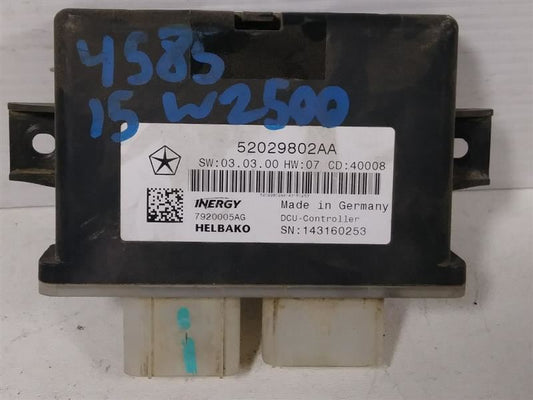 4585
15 W2500
52029802AA
SW:03.03.00 HW:07 CD:40008
INERGY
7920005AG
HELBAKO
Made in Germany
DCU-Controller
SN:143160253